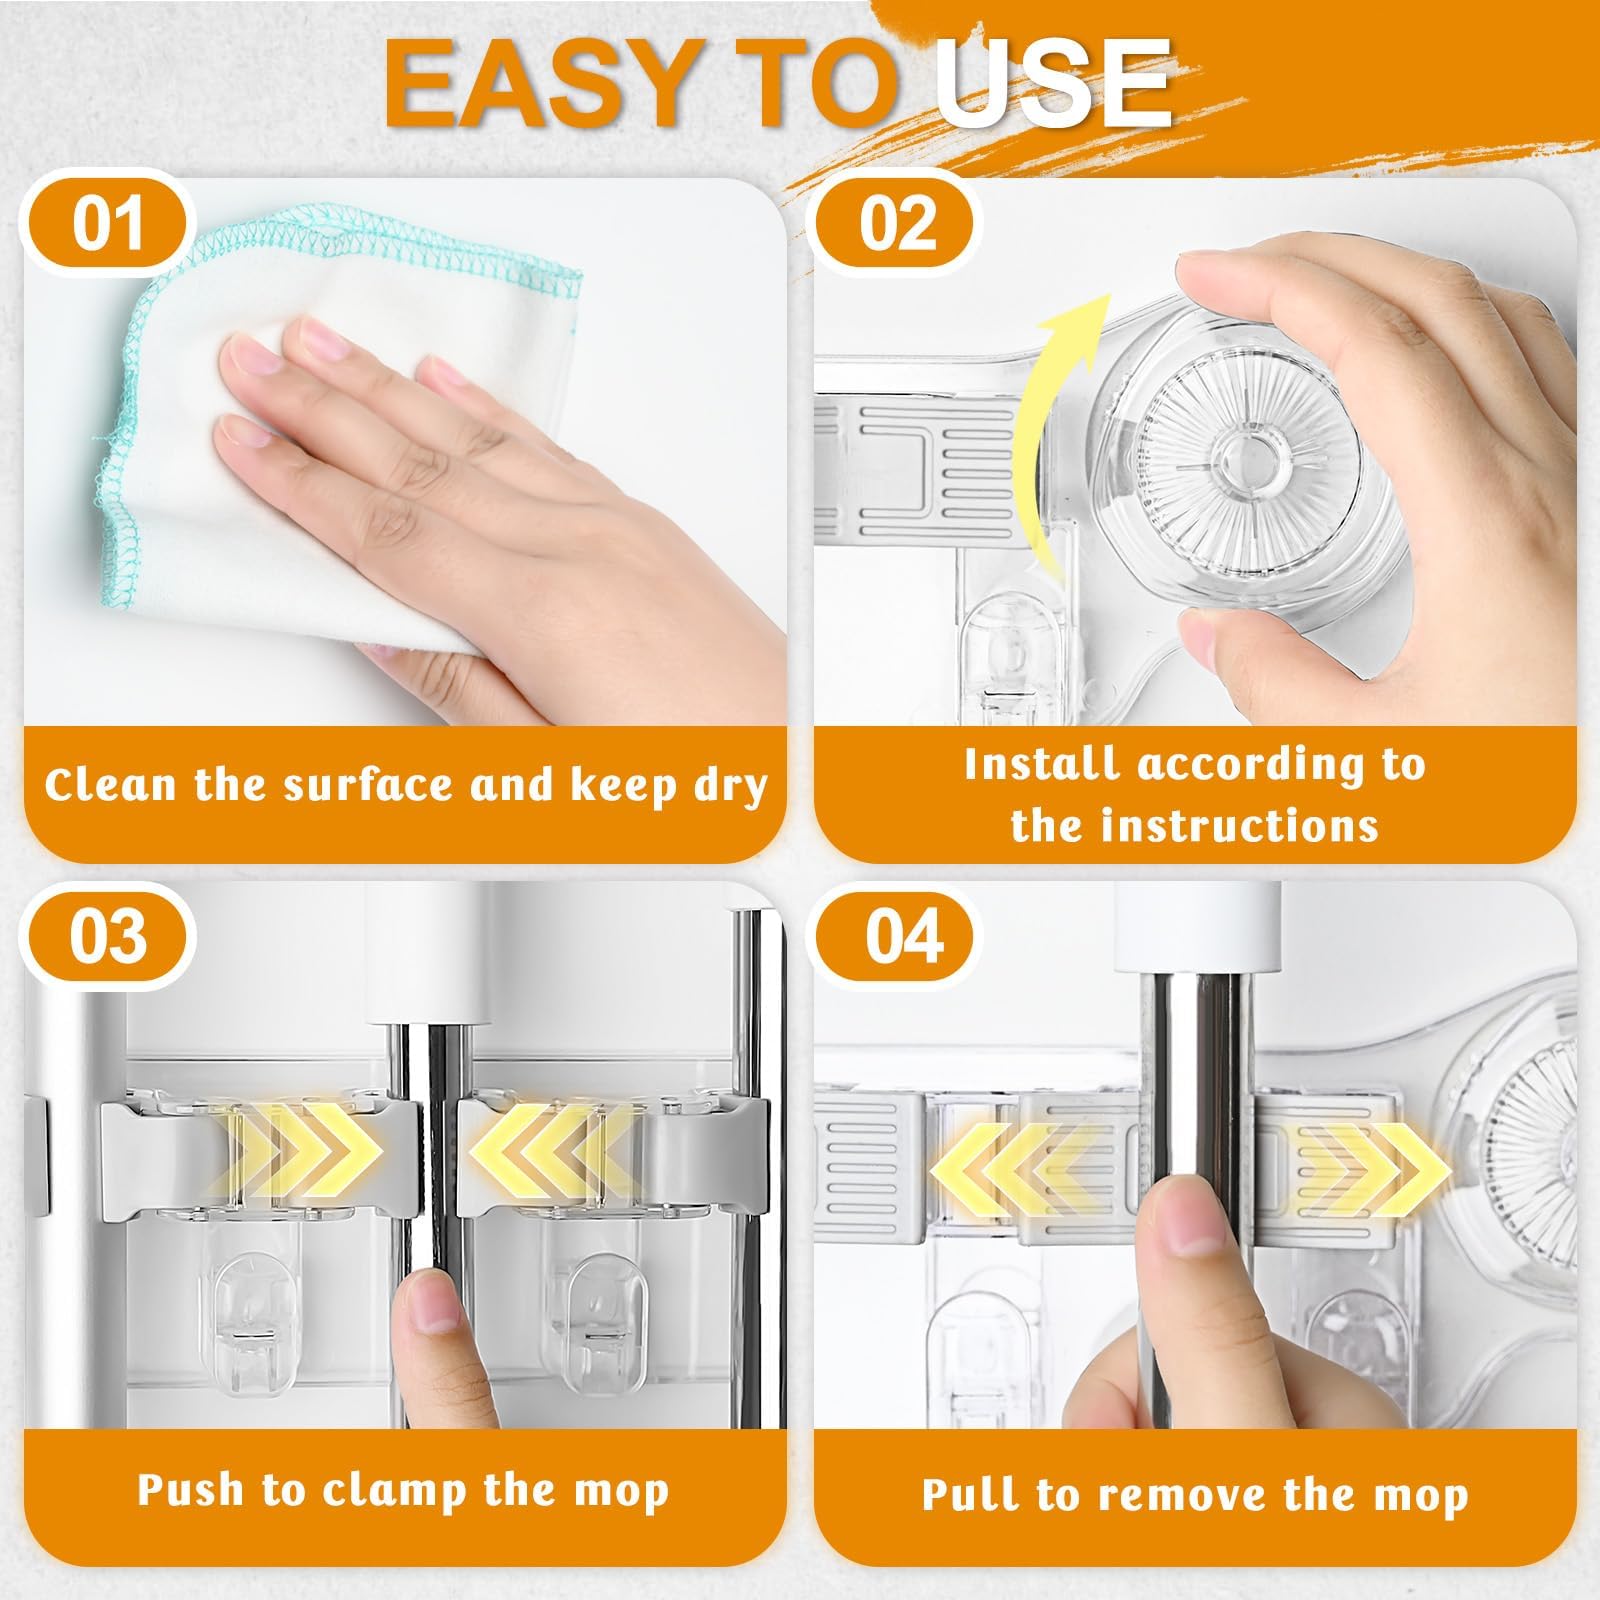 EASY TO USE
01
02
Clean the surface and keep dry
Install according to
the instructions
03
04
Push to clamp the mop
Pull to remove the mop